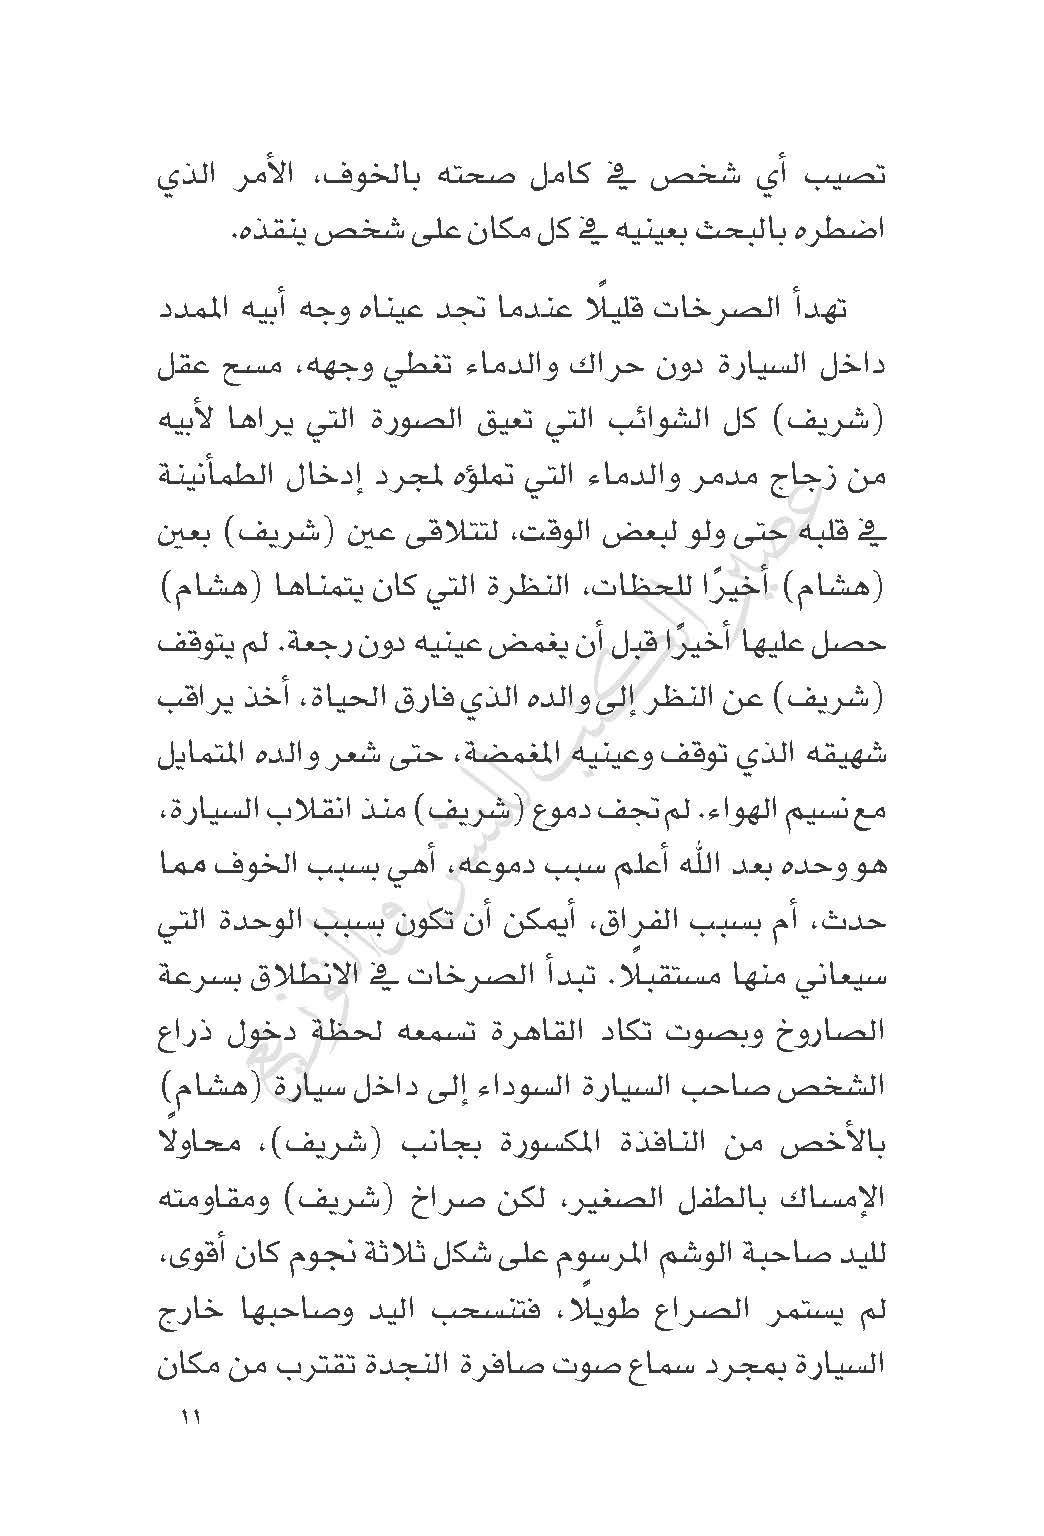 تصيب أي شخص في كامل صحته بالخوف، الأمر الذي
اضطره بالبحث بعينيه في كل مكان على شخص ينقذه.
تهدأ الصراخات قليلًا عندما تجد عيناه وجه أبيه الممدد
داخل السيارة دون حراك والدماء تغطي وجهه، مسح عقل
(شريف) كل الشوائب التي تعيق الصورة التي يراها لأبيه
من زجاج مدمر والدماء التي تملؤه لمجرد إدخال الطمأنينة
في قلبه حتى ولو لبعض الوقت، لتتلاقى عين (شريف) بعين
(هشام) أخيرًا للحظات، النظرة التي كان يتمناها (هشام)
حصل عليها أخيرًا قبل أن يغمض عينيه دون رجعة. لم يتوقف
(شريف) عن النظر إلى والده الذي فارق الحياة، أخذ يراقب
شهيقه الذي توقف وعينيه المغمضة، حتى شعر والده المتمايل
مع نسيم الهواء. لم تجف دموع (شريف) منذ انقلاب السيارة،
هو وحده بعد الله أعلم سبب دموعه، أهي بسبب الخوف مما
حدث، أم بسبب الفراق، أيمكن أن تكون بسبب الوحدة التي
سيعاني منها مستقبلًا. تبدأ الصرخات في الانطلاق بسرعة
الصاروخ وبصوت تكاد القاهرة تسمعه لحظة دخول ذراع
الشخص صاحب السيارة السوداء إلى داخل سيارة (هشام)
بالأخص من النافذة المكسورة بجانب (شريف)، محاولًا
الإمساك بالطفل الصغير، لكن صراخ (شريف) ومقاومته
لليد صاحبة الوشم المرسوم على شكل ثلاثة نجوم كان أقوى،
لم يستمر الصراع طويلًا، فتنسحب اليد وصاحبها خارج
السيارة بمجرد سماع صوت صافرة النجدة تقترب من مكان
١١
عصير الكتب للنشر والتوزيع